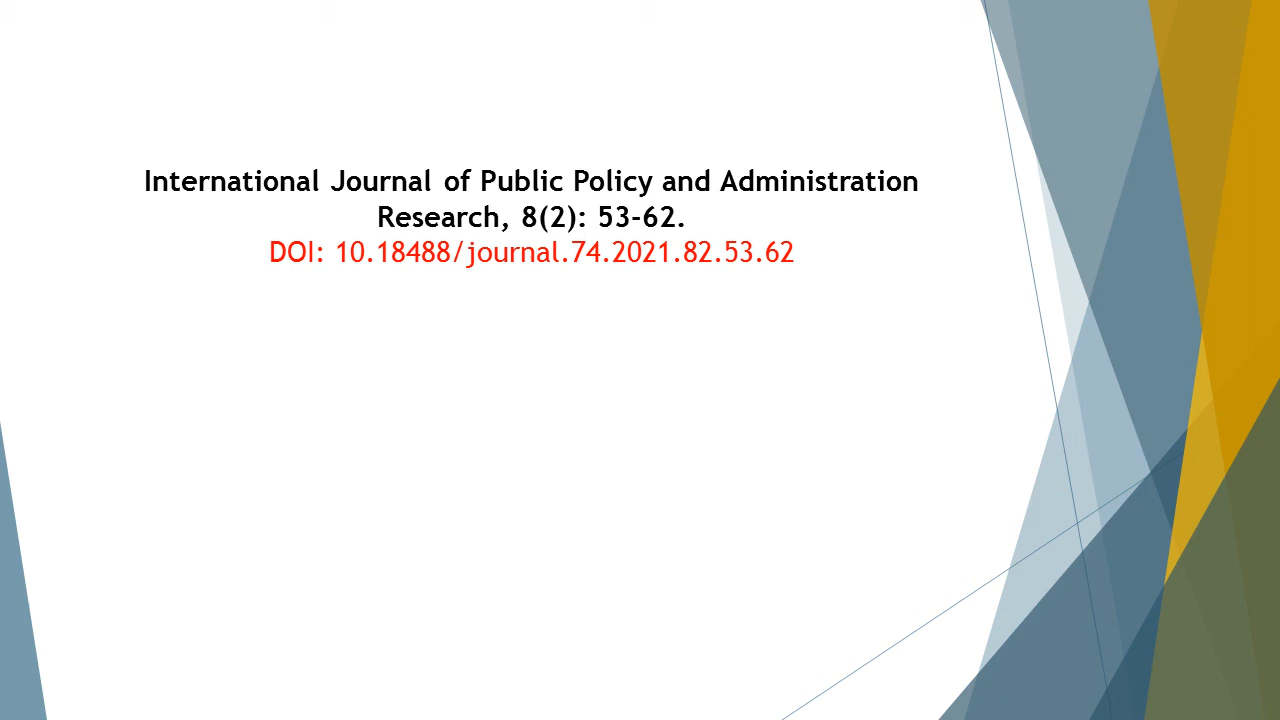 International Journal of Public Policy and Administration
Research, 8(2): 53-62.
DOI: 10.18488/journal.74.2021.82.53.62